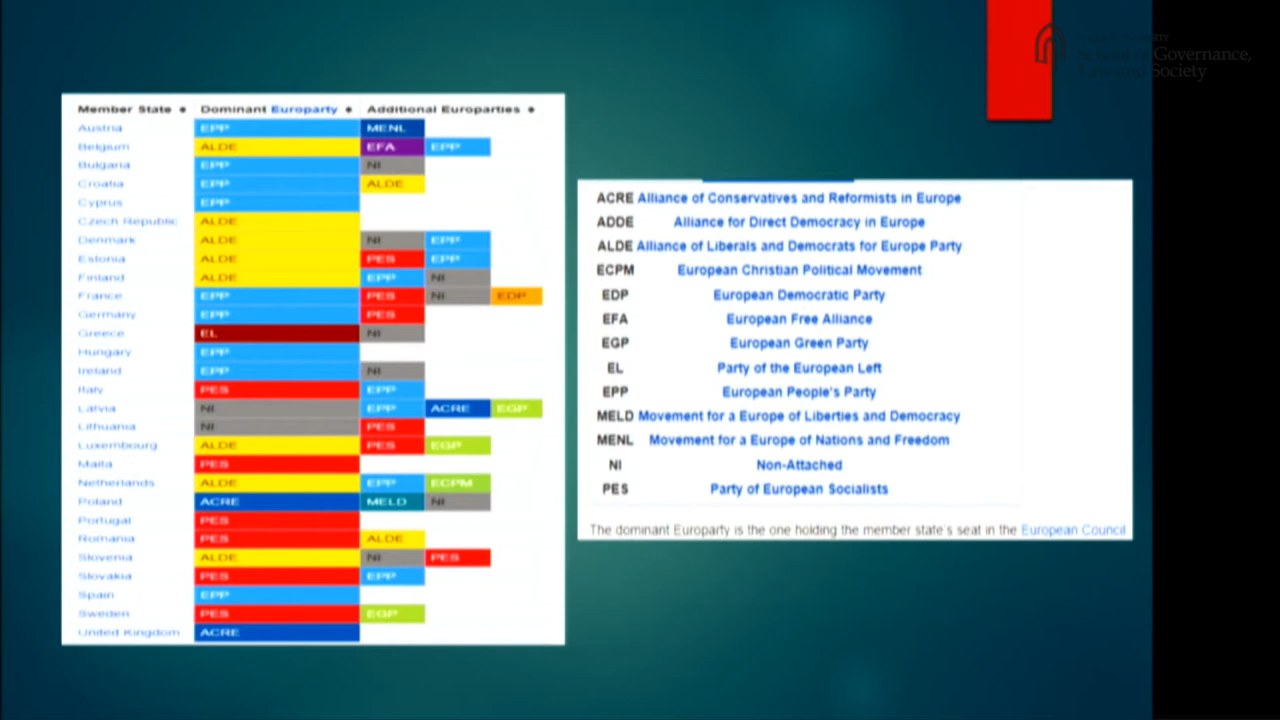 Member State Dominant Europarty Additional Europarties
Austria EPP MENL
Belgium ALDE EFA EPP
Bulgaria EPP NI
Croatia EPP ALDE
Cyprus EPP
Czech Republic ALDE
Denmark ALDE NI EPP
Estonia ALDE PES EPP
Finland ALDE EPP NI
France EPP PES NI EDP
Germany EPP PES
Greece EL NI
Hungary EPP
Ireland EPP NI
Italy PES EPP
Latvia NI EPP ACRE EGP
Lithuania NI PES
Luxembourg ALDE PES EGP
Malta PES
Netherlands ALDE EPP ECPM
Poland ACRE MELD NI
Portugal PES
Romania PES ALDE
Slovenia ALDE NI PES
Slovakia PES EPP
Spain EPP
Sweden PES EGP
United Kingdom ACRE
ACRE Alliance of Conservatives and Reformists in Europe
ADDE Alliance for Direct Democracy in Europe
ALDE Alliance of Liberals and Democrats for Europe Party
ECPM European Christian Political Movement
EDP European Democratic Party
EFA European Free Alliance
EGP European Green Party
EL Party of the European Left
EPP European People's Party
MELD Movement for a Europe of Liberties and Democracy
MENL Movement for a Europe of Nations and Freedom
NI Non-Attached
PES Party of European Socialists
The dominant Europarty is the one holding the member state's seat in the European Council
School of Governance,
Law and Society